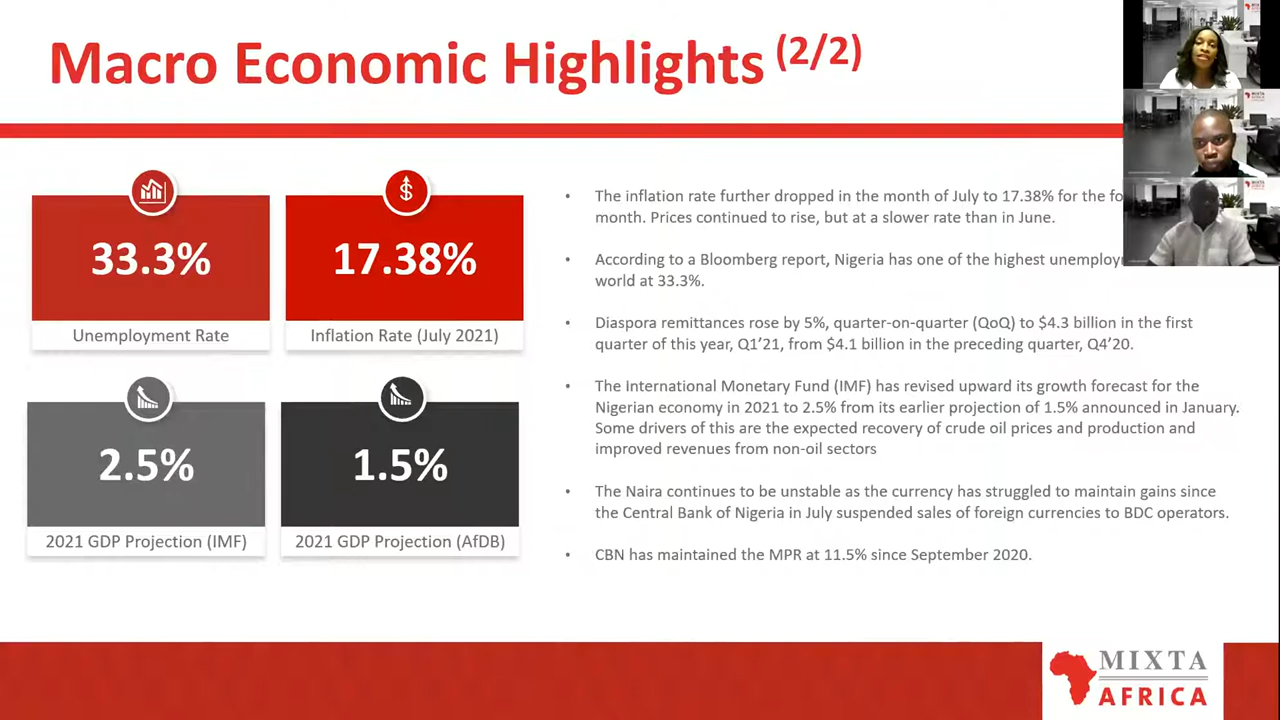 Macro Economic Highlights (2/2)
33.3%
Unemployment Rate
17.38%
Inflation Rate (July 2021)
2.5%
2021 GDP Projection (IMF)
1.5%
2021 GDP Projection (AfDB)
• The inflation rate further dropped in the month of July to 17.38% for the
month. Prices continued to rise, but at a slower rate than in June.
• According to a Bloomberg report, Nigeria has one of the highest
world at 33.3%.
• Diaspora remittances rose by 5%, quarter-on-quarter (QoQ) to $4.3 billion in the first
quarter of this year, Q1’21, from $4.1 billion in the preceding quarter, Q4’20.
• The International Monetary Fund (IMF) has revised upward its growth forecast for the
Nigerian economy in 2021 to 2.5% from its earlier projection of 1.5% announced in January.
Some drivers of this are the expected recovery of crude oil prices and production and
improved revenues from non-oil sectors
• The Naira continues to be unstable as the currency has struggled to maintain gains since
the Central Bank of Nigeria in July suspended sales of foreign currencies to BDC operators.
• CBN has maintained the MPR at 11.5% since September 2020.
MIXTA
AFRICA